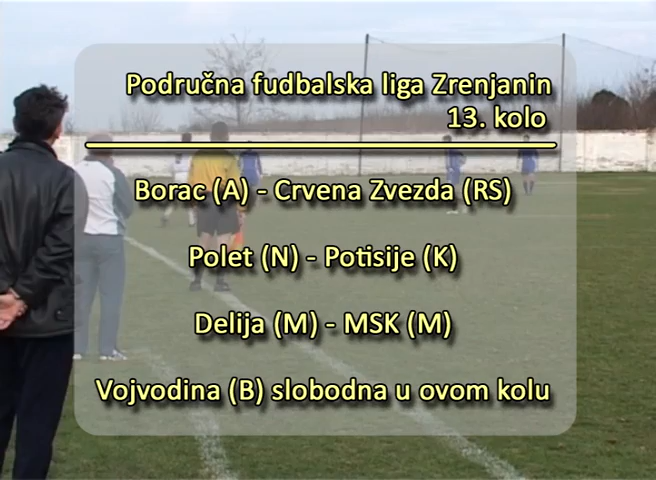 Područna fudbalska liga Zrenjanin
13. kolo
Borac (A) - Crvena Zvezda (RS)
Polet (N) - Potisije (K)
Delija (M) - MSK (M)
Vojvodina (B) slobodna u ovom kolu